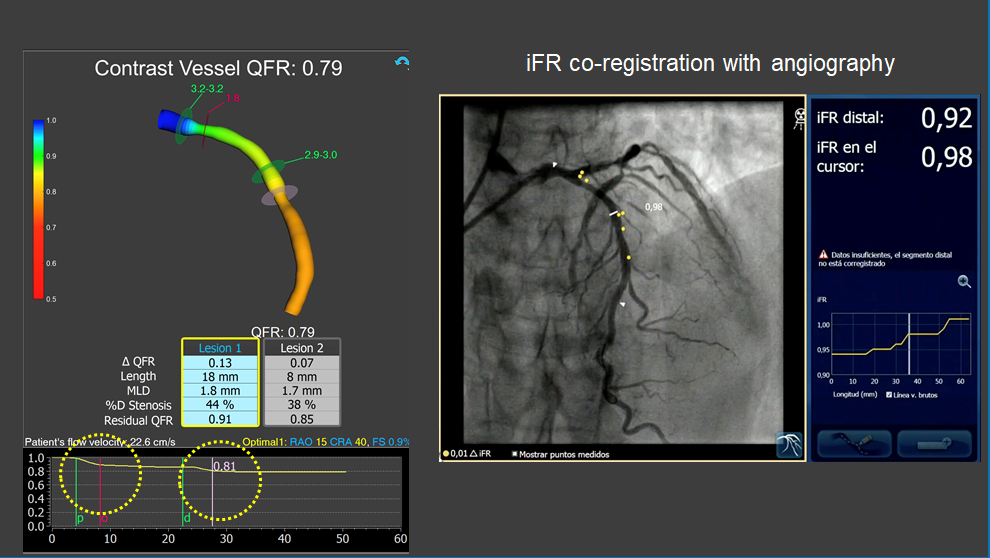 Contrast Vessel QFR: 0.79
3.2-3.2
1.8
2.9-3.0
1.0
0.9
0.8
0.7
0.6
0.5
QFR: 0.79
Lesion 1 Lesion 2
Δ QFR 0.13 0.07
Length 18 mm 8 mm
MLD 1.8 mm 1.7 mm
%D Stenosis 44 % 38 %
Residual QFR 0.91 0.85
Patient's flow velocity 22.6 cm/s Optimal1: RAO 15 CRA 40, FS 0.9%
0.81
1.0
0.8
0.6
0.4
0.2
0.0
p d
0 10 20 30 40 50 60
iFR co-registration with angiography
0,98
0,01 Δ iFR Mostrar puntos medidos
iFR distal: 0,92
iFR en el
cursor: 0,98
Datos insuficientes, el segmento distal
no está corregistrado
iFR
1,00
0,95
0,90
0 10 20 30 40 50 60
Longitud (mm) Línea v. brutos